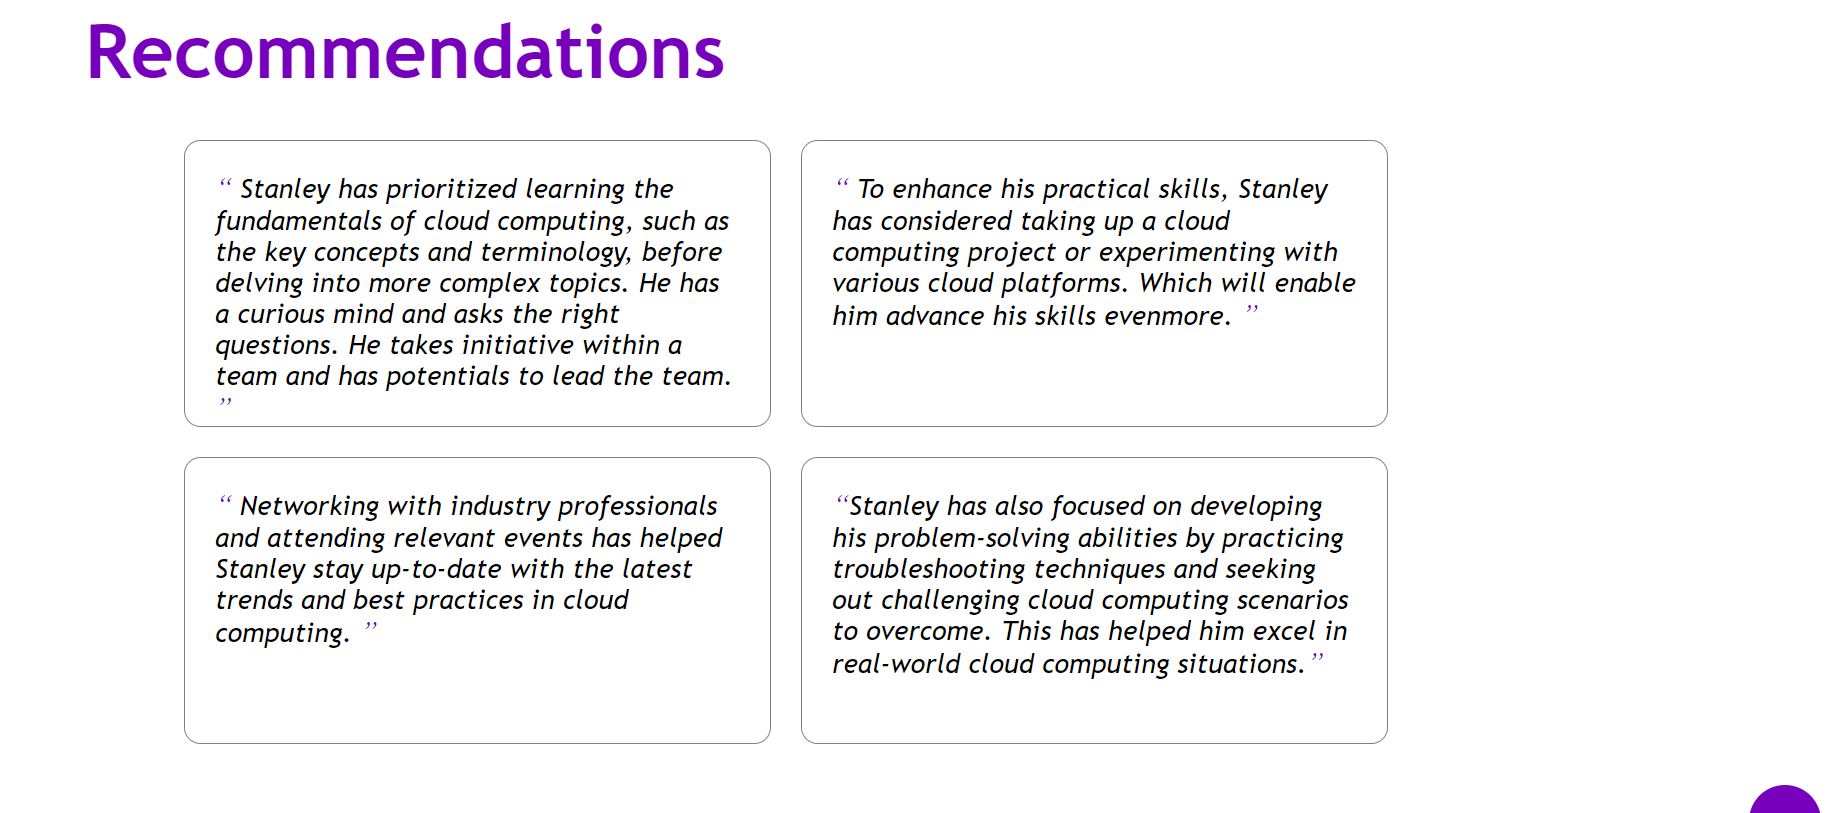 Recommendations
“ Stanley has prioritized learning the
fundamentals of cloud computing, such as
the key concepts and terminology, before
delving into more complex topics. He has
a curious mind and asks the right
questions. He takes initiative within a
team and has potentials to lead the team.
”
“ To enhance his practical skills, Stanley
has considered taking up a cloud
computing project or experimenting with
various cloud platforms. Which will enable
him advance his skills evenmore. ”
“ Networking with industry professionals
and attending relevant events has helped
Stanley stay up-to-date with the latest
trends and best practices in cloud
computing. ”
“Stanley has also focused on developing
his problem-solving abilities by practicing
troubleshooting techniques and seeking
out challenging cloud computing scenarios
to overcome. This has helped him excel in
real-world cloud computing situations.”